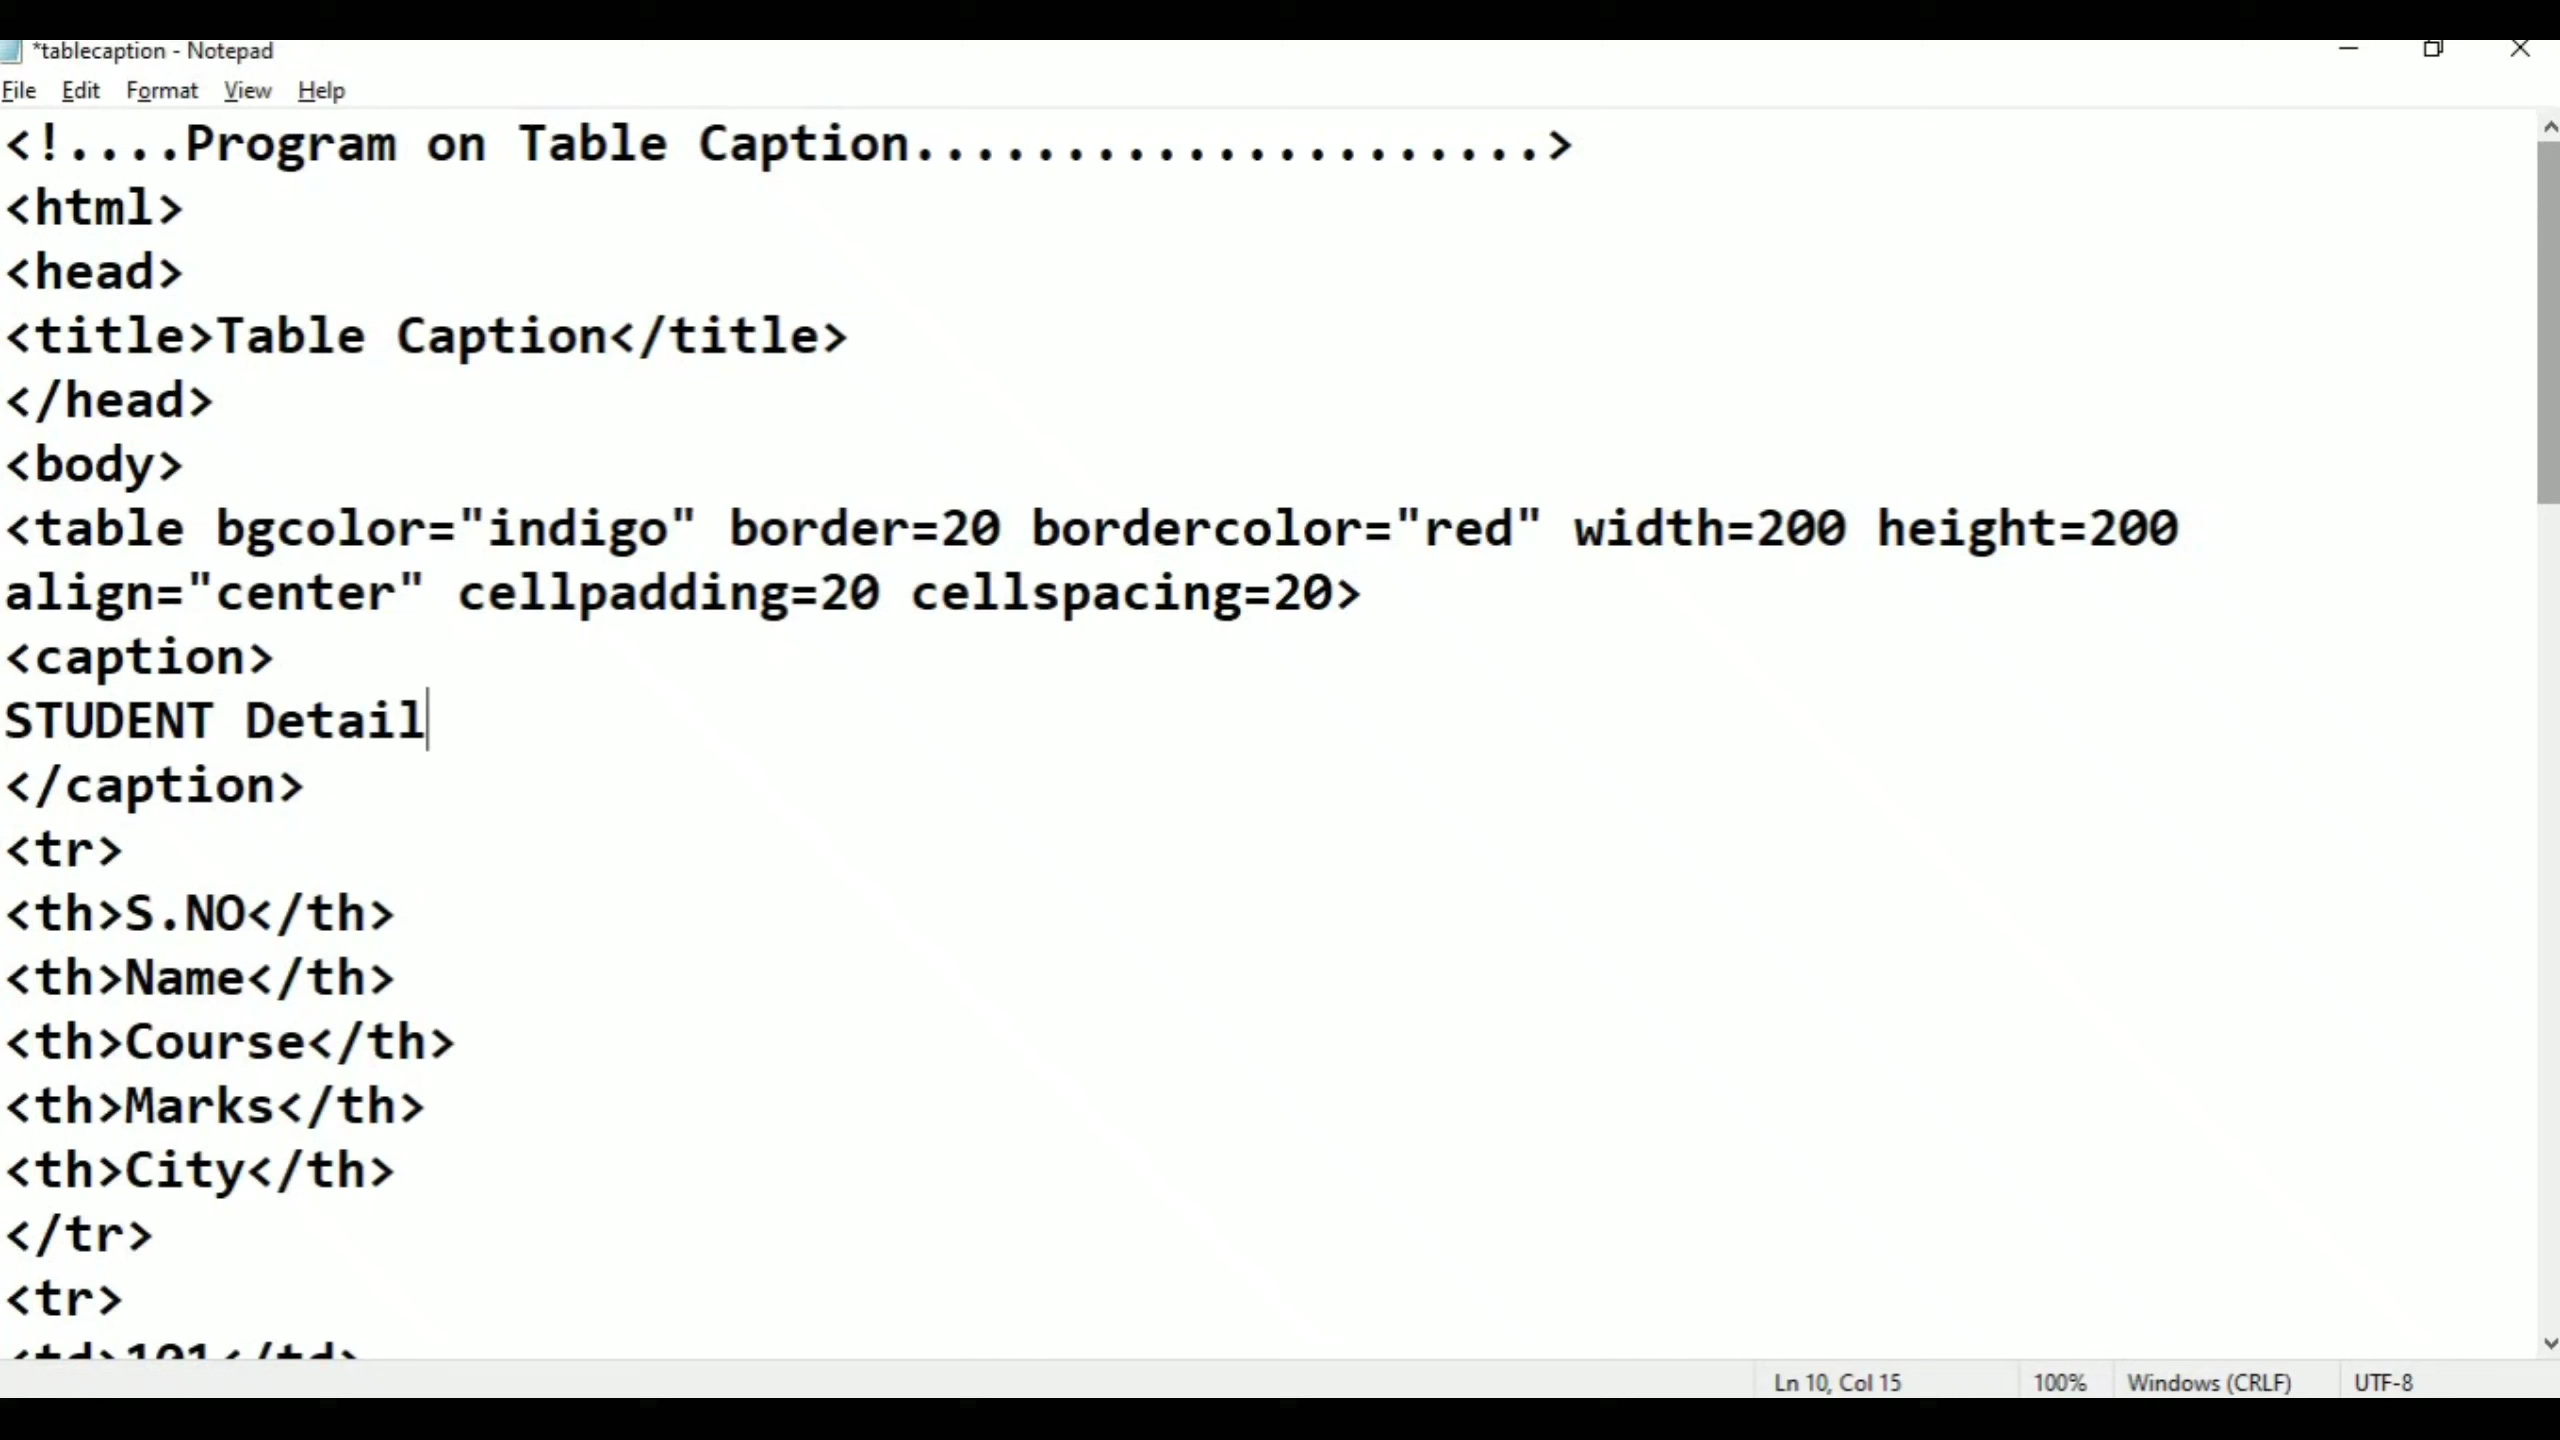 *tablecaption - Notepad
File Edit Format View Help
<!....Program on Table Caption.....................>
<html>
<head>
<title>Table Caption</title>
</head>
<body>
<table bgcolor="indigo" border=20 bordercolor="red" width=200 height=200
align="center" cellpadding=20 cellspacing=20>
<caption>
STUDENT Detail
</caption>
<tr>
<th>S.NO</th>
<th>Name</th>
<th>Course</th>
<th>Marks</th>
<th>City</th>
</tr>
<tr>
<td>101</td>
Ln 10, Col 15 100% Windows (CRLF) UTF-8